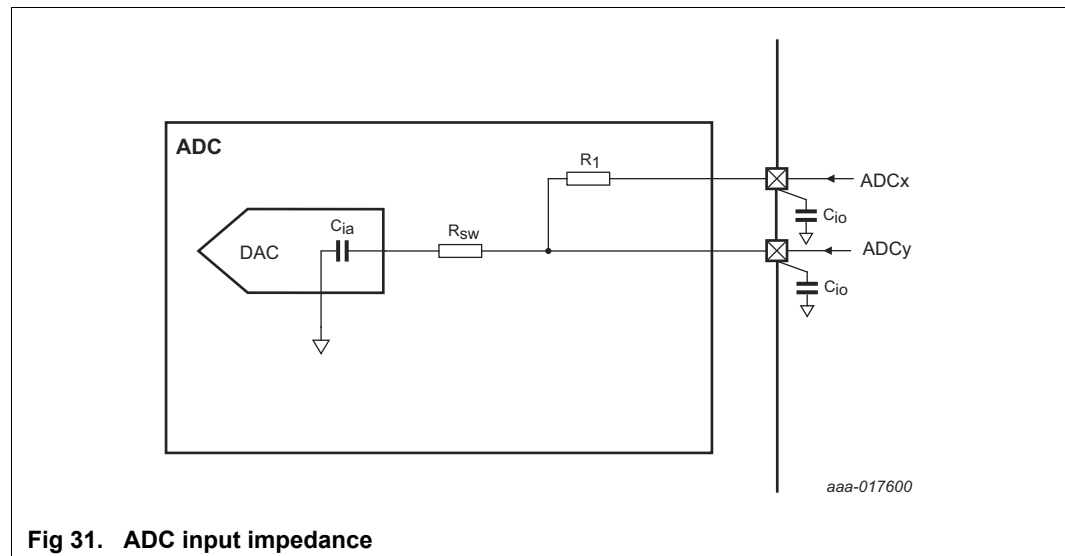 ADC
R1
ADCx
Cio
Cia
Rsw
DAC
ADCy
Cio
aaa-017600
Fig 31. ADC input impedance